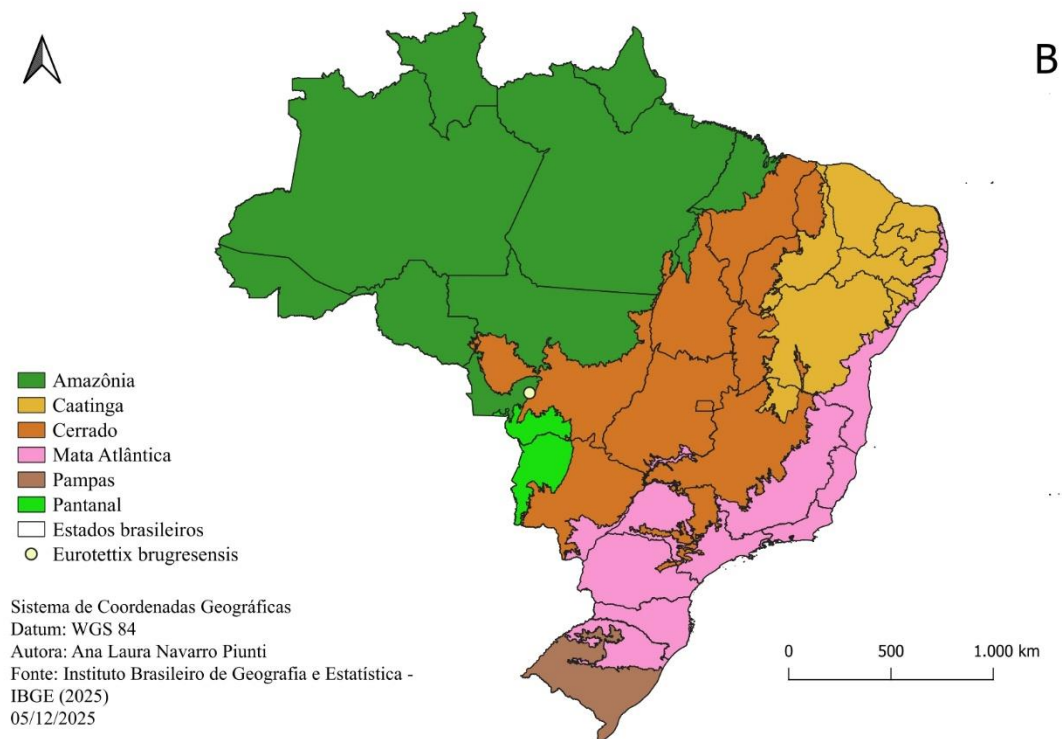 B
Amazônia
Caatinga
Cerrado
Mata Atlântica
Pampas
Pantanal
Estados brasileiros
Eurotettix brugresensis
Sistema de Coordenadas Geográficas
Datum: WGS 84
Autora: Ana Laura Navarro Piunti
Fonte: Instituto Brasileiro de Geografia e Estatística -
IBGE (2025)
05/12/2025
0 500 1.000 km